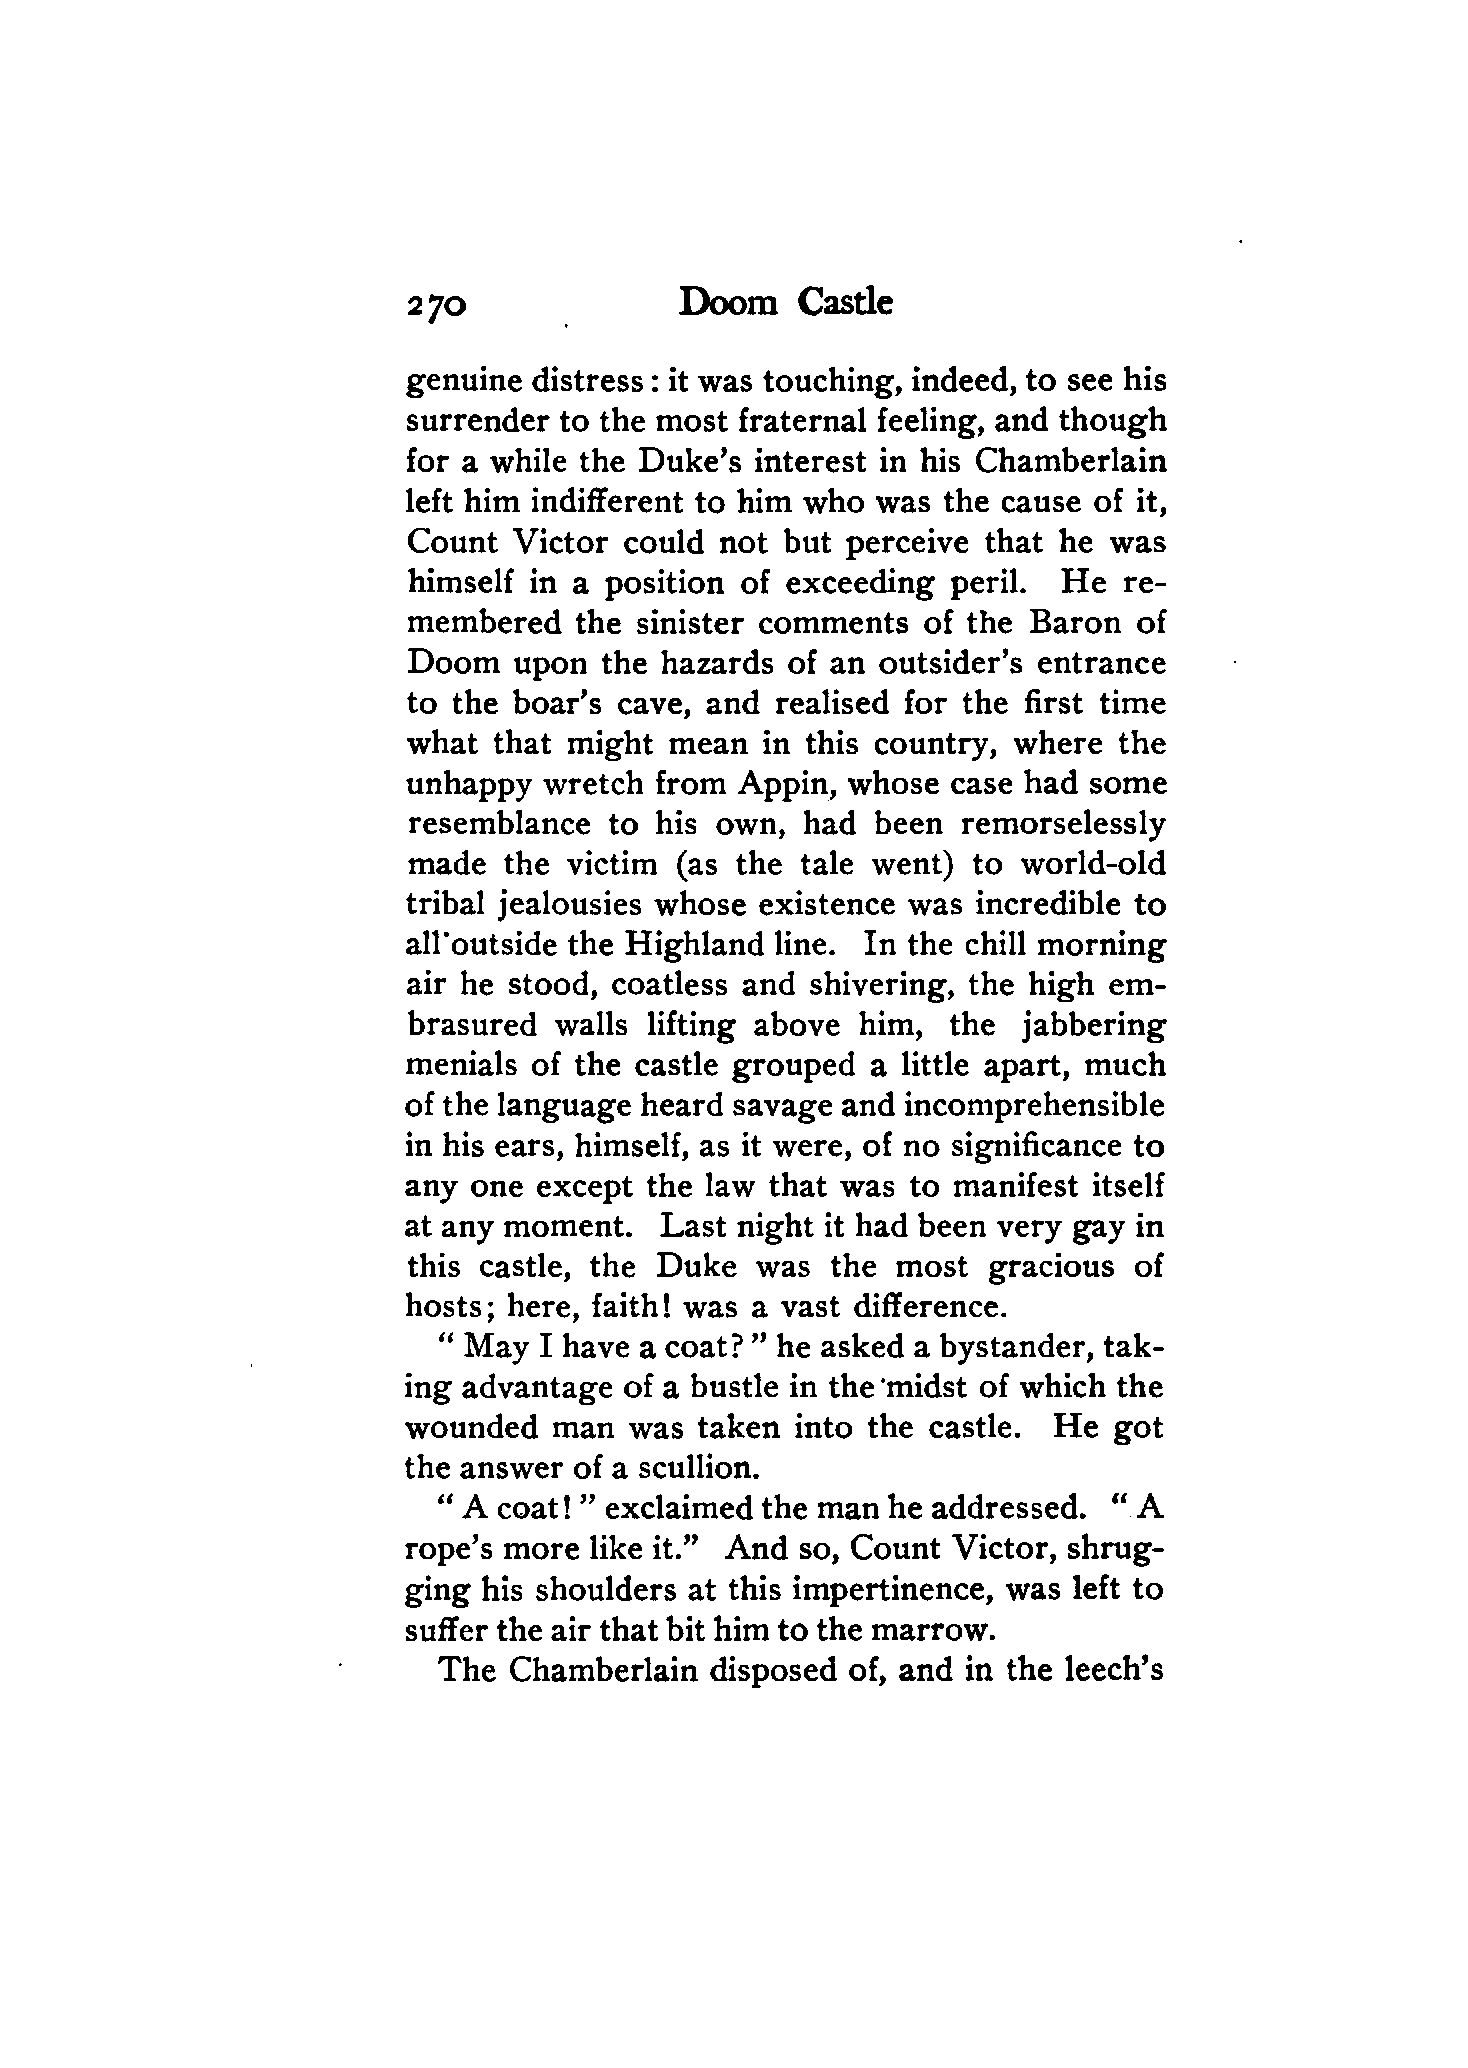 270 Doom Castle
genuine distress : it was touching, indeed, to see his
surrender to the most fraternal feeling, and though
for a while the Duke's interest in his Chamberlain
left him indifferent to him who was the cause of it,
Count Victor could not but perceive that he was
himself in a position of exceeding peril. He re-
membered the sinister comments of the Baron of
Doom upon the hazards of an outsider's entrance
to the boar's cave, and realised for the first time
what that might mean in this country, where the
unhappy wretch from Appin, whose case had some
resemblance to his own, had been remorselessly
made the victim (as the tale went) to world-old
tribal jealousies whose existence was incredible to
all outside the Highland line. In the chill morning
air he stood, coatless and shivering, the high em-
brasured walls lifting above him, the jabbering
menials of the castle grouped a little apart, much
of the language heard savage and incomprehensible
in his ears, himself, as it were, of no significance to
any one except the law that was to manifest itself
at any moment. Last night it had been very gay in
this castle, the Duke was the most gracious of
hosts; here, faith! was a vast difference.
" May I have a coat? " he asked a bystander, tak-
ing advantage of a bustle in the midst of which the
wounded man was taken into the castle. He got
the answer of a scullion.
" A coat! " exclaimed the man he addressed. " A
rope's more like it." And so, Count Victor, shrug-
ging his shoulders at this impertinence, was left to
suffer the air that bit him to the marrow.
The Chamberlain disposed of, and in the leech's